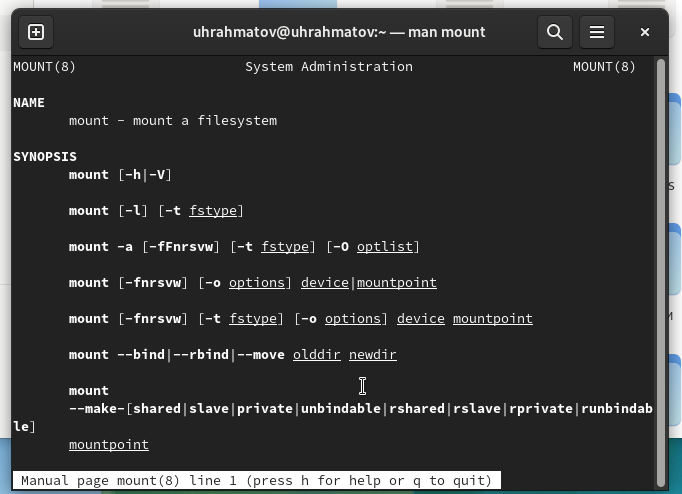 uhrahmatov@uhrahmatov:~ — man mount
MOUNT(8) System Administration MOUNT(8)
NAME
mount - mount a filesystem
SYNOPSIS
mount [-h|-V]
mount [-l] [-t fstype]
mount -a [-fFnrsvw] [-t fstype] [-O optlist]
mount [-fnrsvw] [-o options] device|mountpoint
mount [-fnrsvw] [-t fstype] [-o options] device mountpoint
mount --bind|--rbind|--move olddir newdir
mount
--make-[shared|slave|private|unbindable|rshared|rslave|rprivate|runbindab
le]
mountpoint
Manual page mount(8) line 1 (press h for help or q to quit)